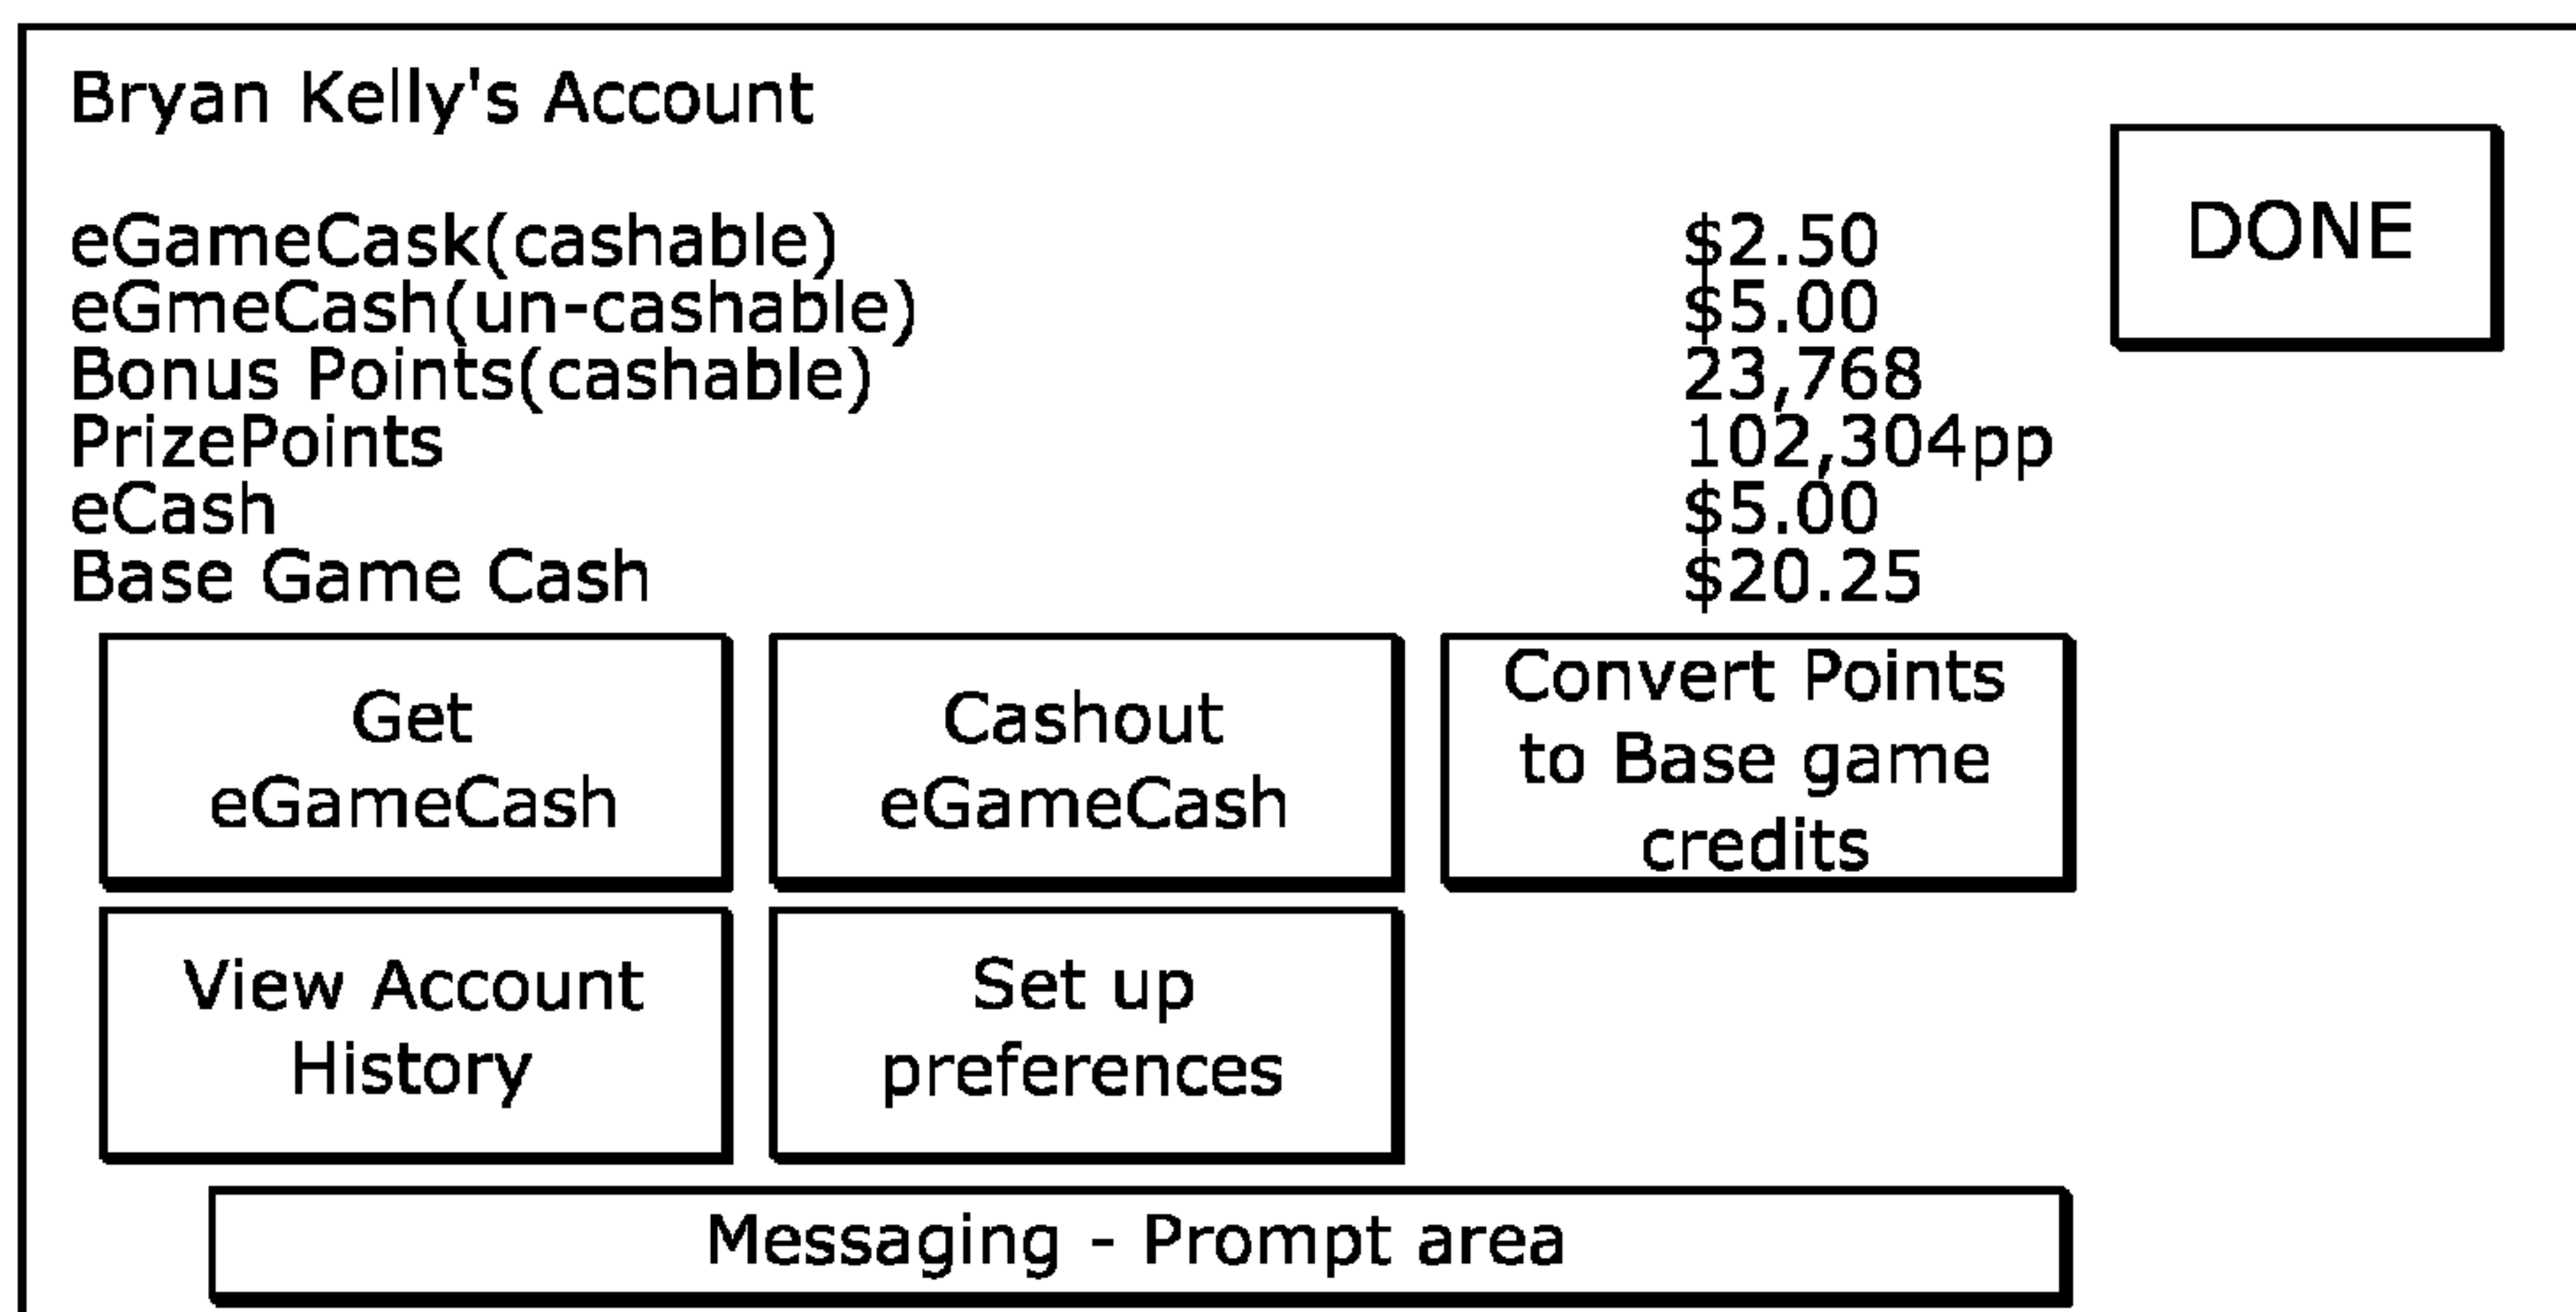 Bryan Kelly's Account
DONE
eGameCask(cashable) $2.50
eGmeCash(un-cashable) $5.00
Bonus Points(cashable) 23,768
PrizePoints 102,304pp
eCash $5.00
Base Game Cash $20.25
Get
eGameCash
Cashout
eGameCash
Convert Points
to Base game
credits
View Account
History
Set up
preferences
Messaging - Prompt area